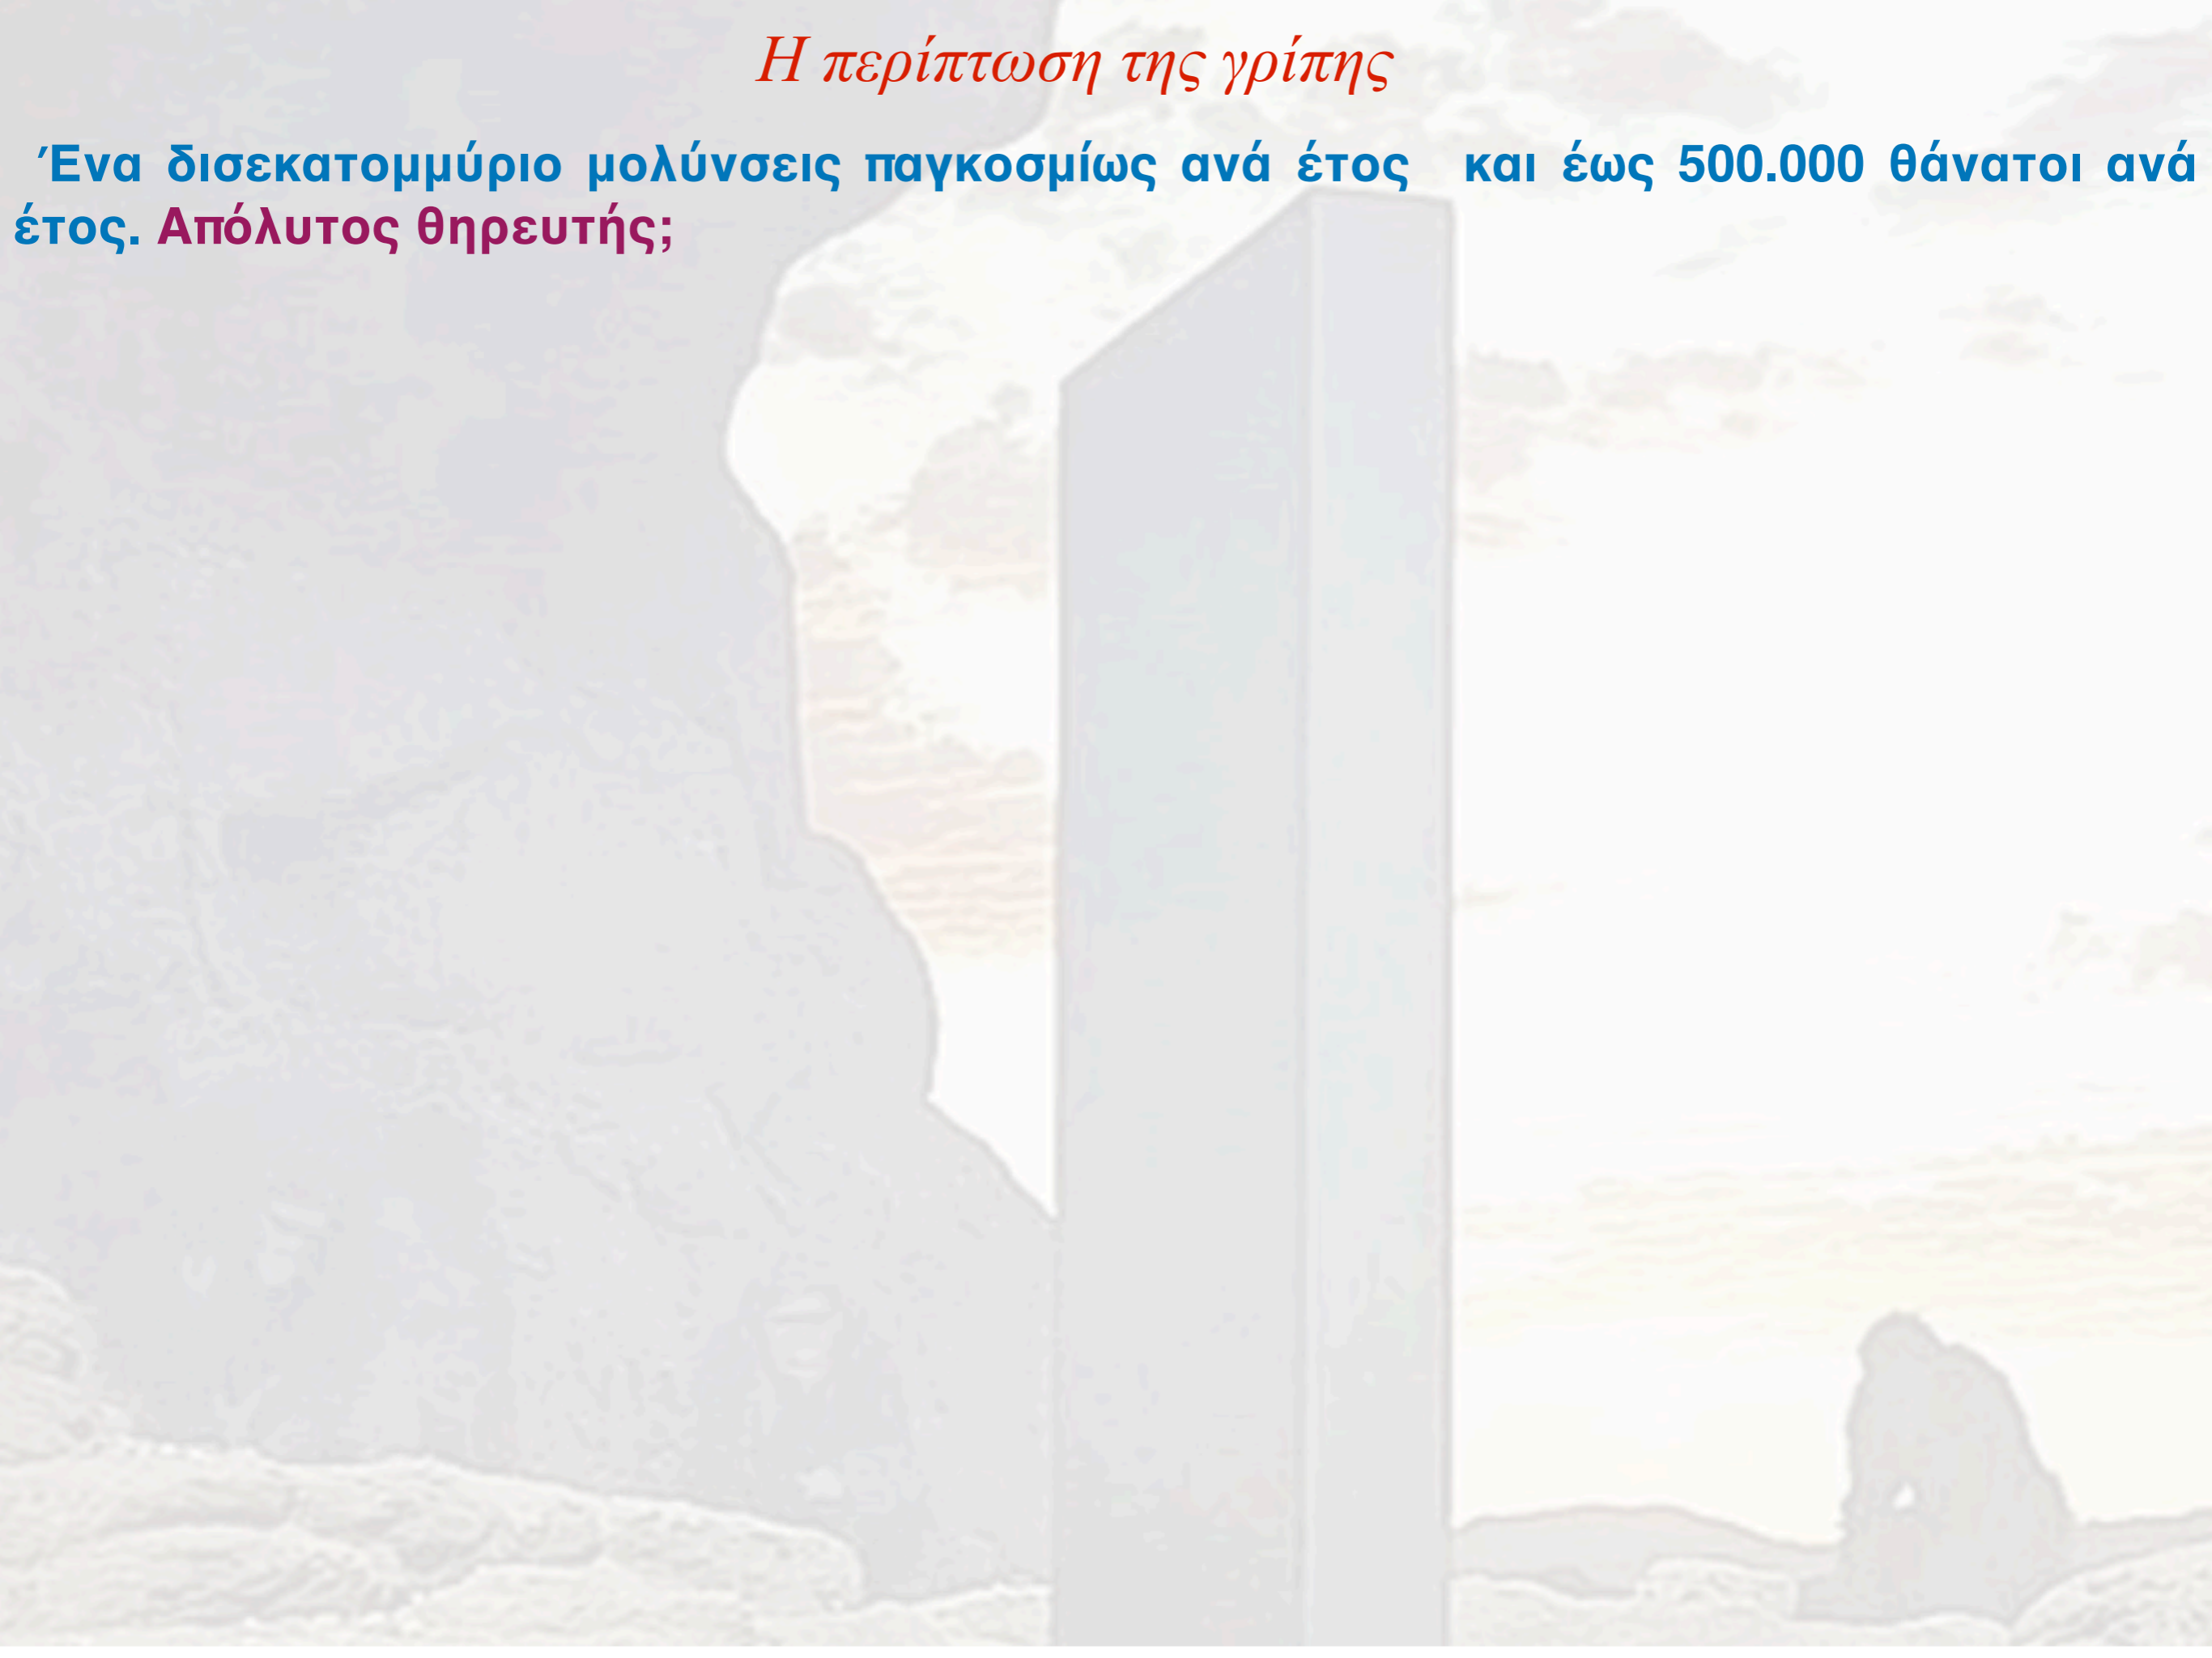 Η περίπτωση της γρίπης
Ένα δισεκατομμύριο μολύνσεις παγκοσμίως ανά έτος  και έως 500.000 θάνατοι ανά
έτος. Απόλυτος θηρευτής;